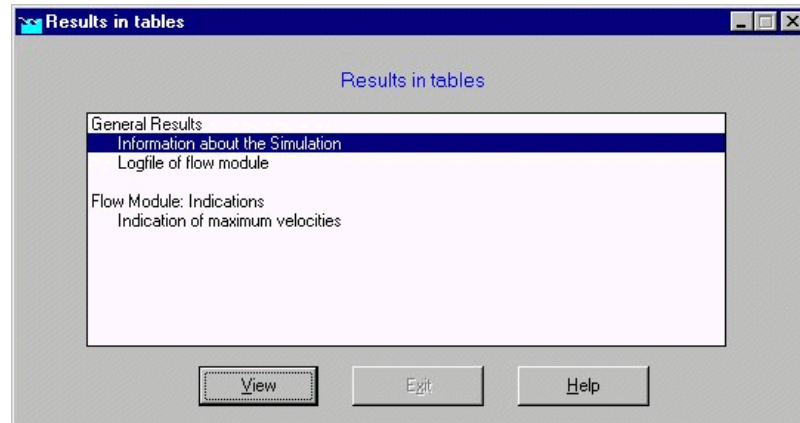 Results in tables
Results in tables
General Results
Information about the Simulation
Logfile of flow module
Flow Module: Indications
Indication of maximum velocities
View
Exit
Help